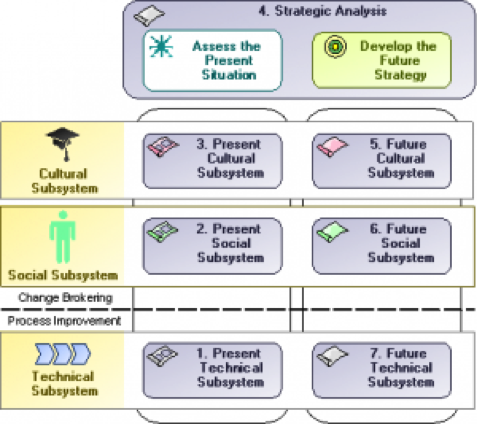 4. Strategic Analysis
Assess the
Present
Situation
Develop the
Future
Strategy
Cultural
Subsystem
3. Present
Cultural
Subsystem
5. Future
Cultural
Subsystem
Social Subsystem
2. Present
Social
Subsystem
6. Future
Social
Subsystem
Change Brokering
Process Improvement
Technical
Subsystem
1. Present
Technical
Subsystem
7. Future
Technical
Subsystem